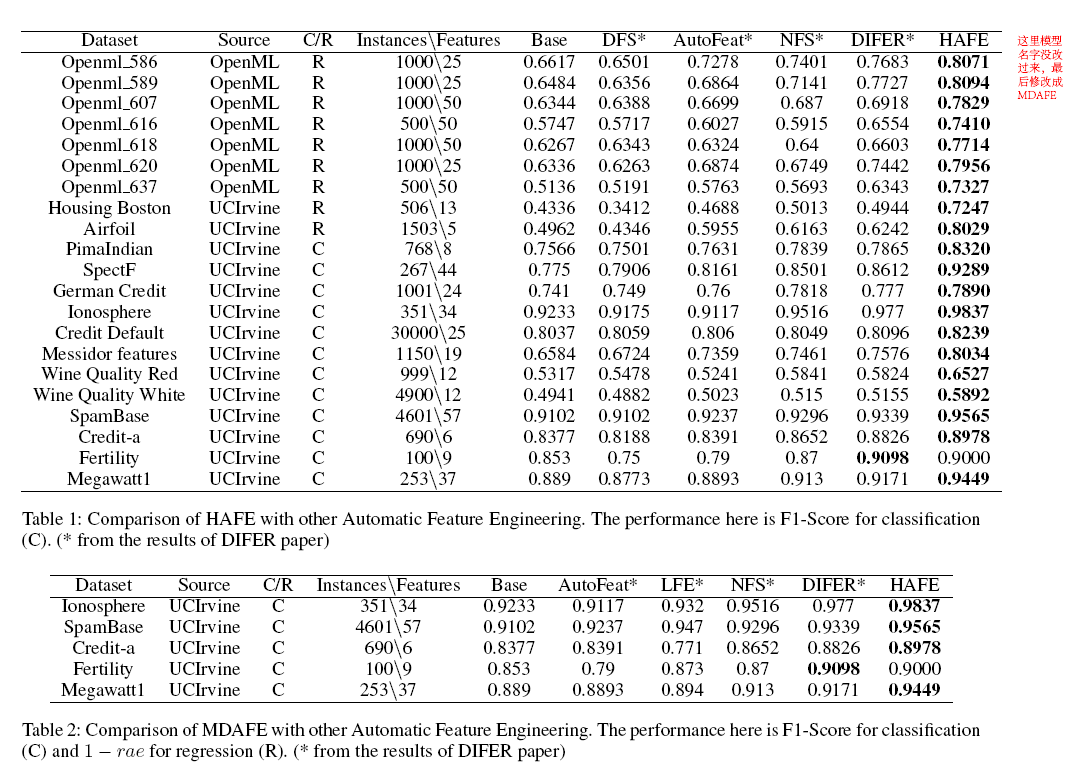 Dataset Source C/R Instances\Features Base DFS* AutoFeat* NFS* DIFER* HAFE
Openml_586 OpenML R 1000\25 0.6617 0.6501 0.7278 0.7401 0.7683 0.8071
Openml_589 OpenML R 1000\25 0.6484 0.6356 0.6864 0.7141 0.7727 0.8094
Openml_607 OpenML R 1000\50 0.6344 0.6388 0.6699 0.687 0.6918 0.7829
Openml_616 OpenML R 500\50 0.5747 0.5717 0.6027 0.5915 0.6554 0.7410
Openml_618 OpenML R 1000\50 0.6267 0.6343 0.6324 0.64 0.6603 0.7714
Openml_620 OpenML R 1000\25 0.6336 0.6263 0.6874 0.6749 0.7442 0.7956
Openml_637 OpenML R 500\50 0.5136 0.5191 0.5763 0.5693 0.6343 0.7327
Housing Boston UCIrvine R 506\13 0.4336 0.3412 0.4688 0.5013 0.4944 0.7247
Airfoil UCIrvine R 1503\5 0.4962 0.4346 0.5955 0.6163 0.6242 0.8029
PimaIndian UCIrvine C 768\8 0.7566 0.7501 0.7631 0.7839 0.7865 0.8320
SpectF UCIrvine C 267\44 0.775 0.7906 0.8161 0.8501 0.8612 0.9289
German Credit UCIrvine C 1001\24 0.741 0.749 0.76 0.7818 0.777 0.7890
Ionosphere UCIrvine C 351\34 0.9233 0.9175 0.9117 0.9516 0.977 0.9837
Credit Default UCIrvine C 30000\25 0.8037 0.8059 0.806 0.8049 0.8096 0.8239
Messidor features UCIrvine C 1150\19 0.6584 0.6724 0.7359 0.7461 0.7576 0.8034
Wine Quality Red UCIrvine C 999\12 0.5317 0.5478 0.5241 0.5841 0.5824 0.6527
Wine Quality White UCIrvine C 4900\12 0.4941 0.4882 0.5023 0.515 0.5155 0.5892
SpamBase UCIrvine C 4601\57 0.9102 0.9102 0.9237 0.9296 0.9339 0.9565
Credit-a UCIrvine C 690\6 0.8377 0.8188 0.8391 0.8652 0.8826 0.8978
Fertility UCIrvine C 100\9 0.853 0.75 0.79 0.87 0.9098 0.9000
Megawatt1 UCIrvine C 253\37 0.889 0.8773 0.8893 0.913 0.9171 0.9449
这里模型
名字没改
过来，最
后修改成
MDAFE
Table 1: Comparison of HAFE with other Automatic Feature Engineering. The performance here is F1-Score for classification
(C). (* from the results of DIFER paper)
Dataset Source C/R Instances\Features Base AutoFeat* LFE* NFS* DIFER* HAFE
Ionosphere UCIrvine C 351\34 0.9233 0.9117 0.932 0.9516 0.977 0.9837
SpamBase UCIrvine C 4601\57 0.9102 0.9237 0.947 0.9296 0.9339 0.9565
Credit-a UCIrvine C 690\6 0.8377 0.8391 0.771 0.8652 0.8826 0.8978
Fertility UCIrvine C 100\9 0.853 0.79 0.873 0.87 0.9098 0.9000
Megawatt1 UCIrvine C 253\37 0.889 0.8893 0.894 0.913 0.9171 0.9449
Table 2: Comparison of MDAFE with other Automatic Feature Engineering. The performance here is F1-Score for classification
(C) and 1 − rae for regression (R). (* from the results of DIFER paper)